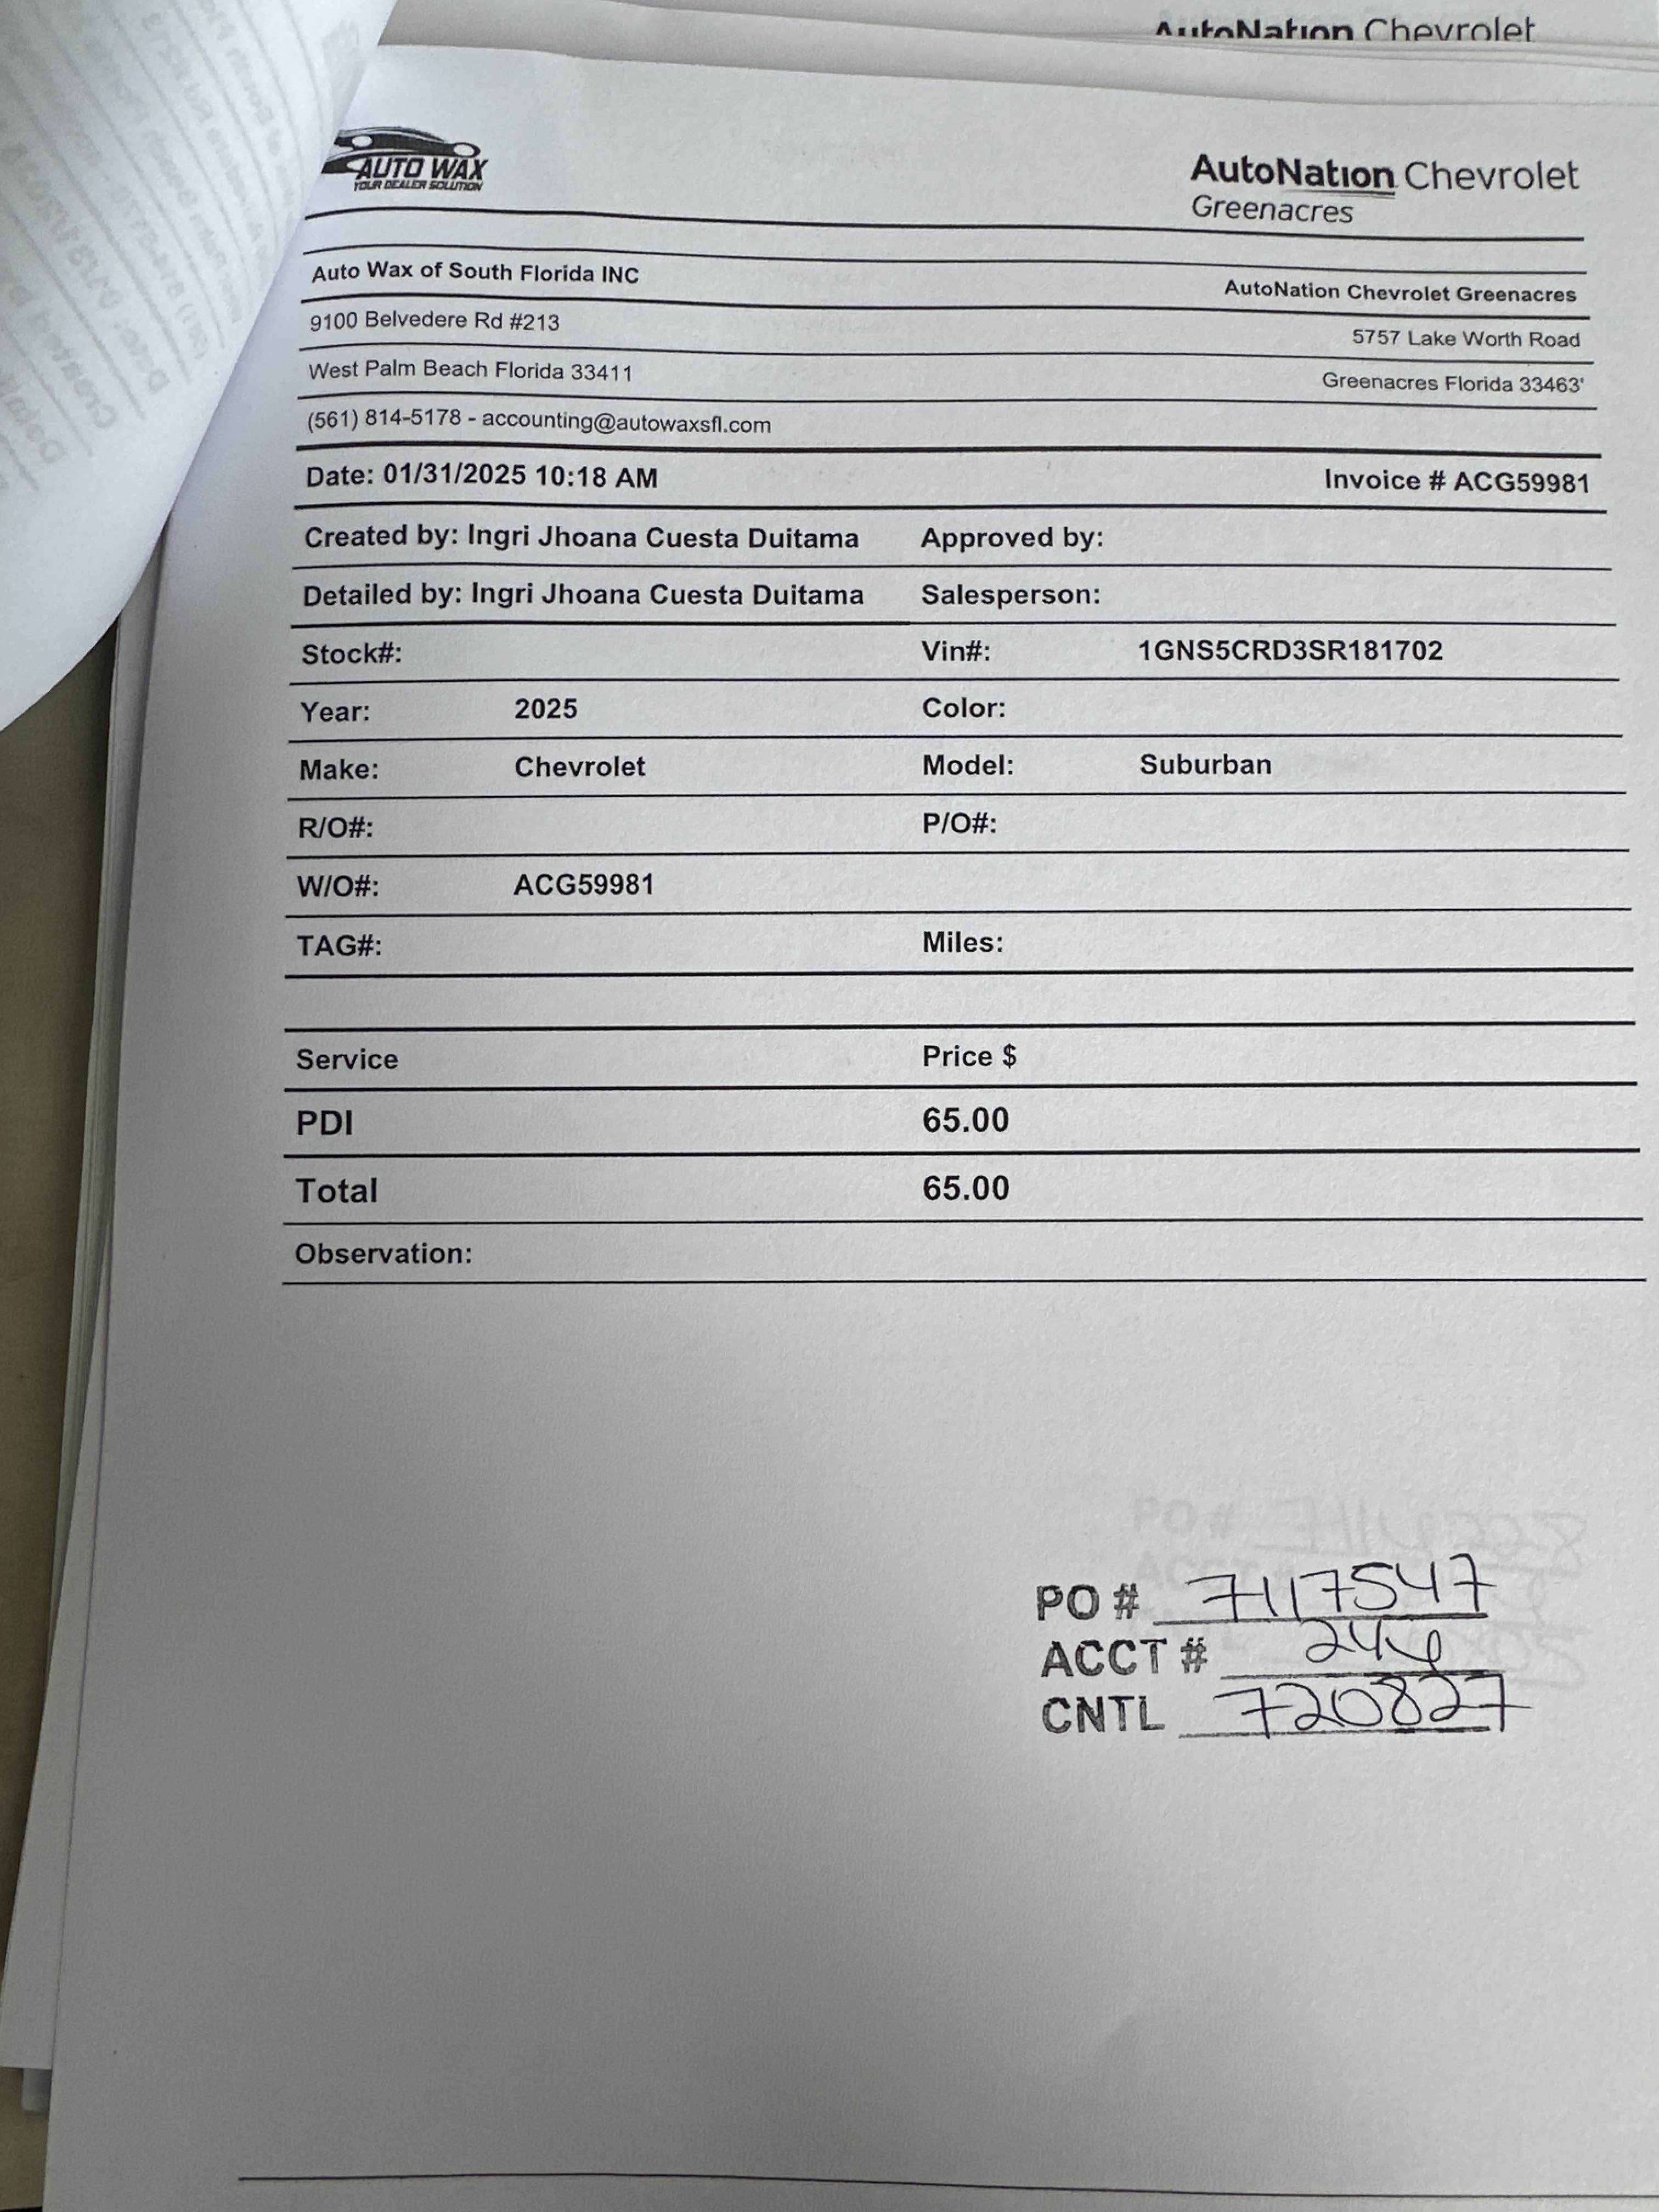 AutoNation Chevrolet
AUTO WAX
YOUR DEALER SOLUTION
AutoNation Chevrolet
Greenacres
Auto Wax of South Florida INC
AutoNation Chevrolet Greenacres
9100 Belvedere Rd #213
5757 Lake Worth Road
West Palm Beach Florida 33411
Greenacres Florida 33463'
(561) 814-5178 - accounting@autowaxsfl.com
Date: 01/31/2025 10:18 AM Invoice # ACG59981
Created by: Ingri Jhoana Cuesta Duitama Approved by:
Detailed by: Ingri Jhoana Cuesta Duitama Salesperson:
Stock#: Vin#: 1GNS5CRD3SR181702
Year: 2025 Color:
Make: Chevrolet Model: Suburban
R/O#: P/O#:
W/O#: ACG59981
TAG#: Miles:
Service Price $
PDI 65.00
Total 65.00
Observation:
PO # 7117547
ACCT #
CNTL 720827